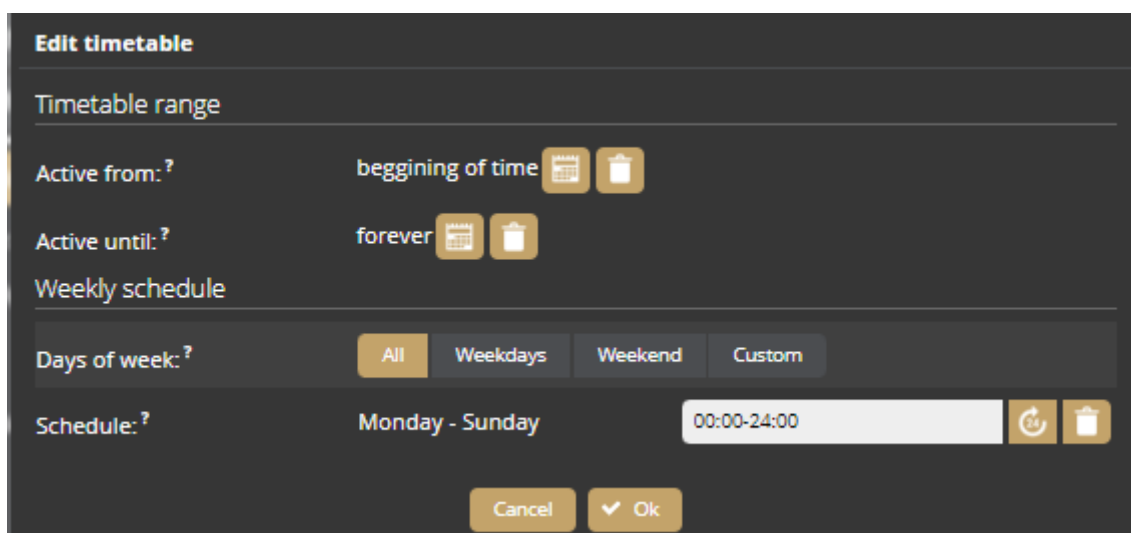 Edit timetable
Timetable range
Active from: ? beggining of time
Active until: ? forever
Weekly schedule
Days of week: ? All Weekdays Weekend Custom
Schedule: ? Monday - Sunday 00:00-24:00 24
Cancel Ok